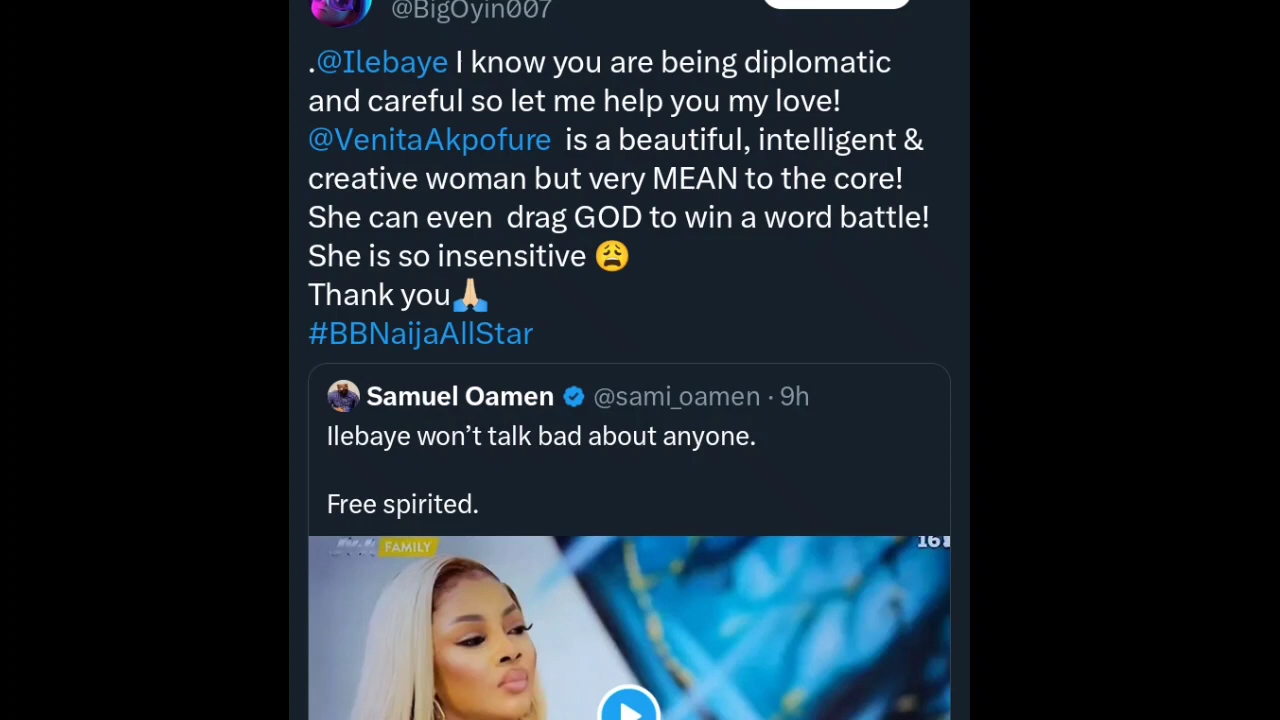 @BigOyin007
.@Ilebaye I know you are being diplomatic
and careful so let me help you my love!
@VenitaAkpofure is a beautiful, intelligent &
creative woman but very MEAN to the core!
She can even drag GOD to win a word battle!
She is so insensitive 😩
Thank you🙏🏼
#BBNaijaAllStar
Samuel Oamen @sami_oamen · 9h
Ilebaye won’t talk bad about anyone.
Free spirited.
FAMILY